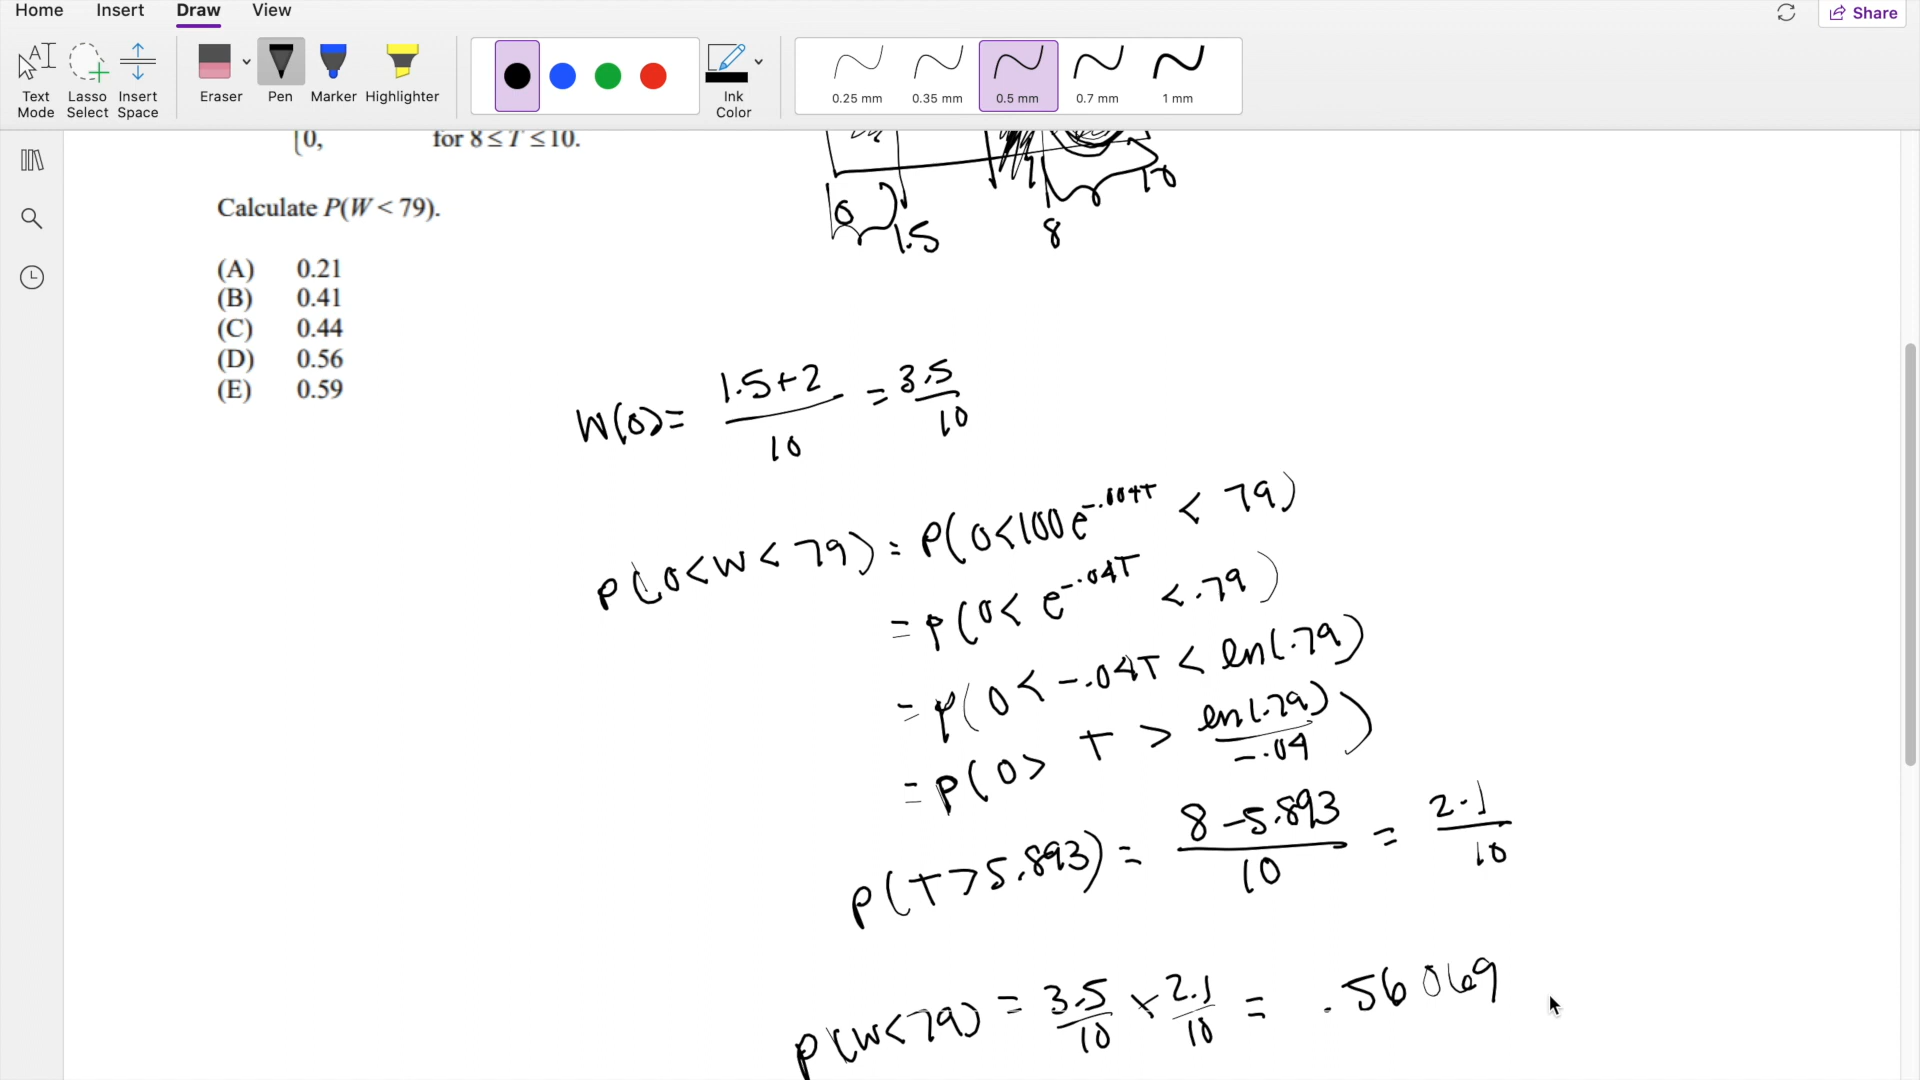 Home Insert Draw View
Share
Text Mode
Lasso Select
Insert Space
Eraser
Pen
Marker
Highlighter
Ink Color
0.25 mm
0.35 mm
0.5 mm
0.7 mm
1 mm
0, for 8 ≤ T ≤ 10.
10
0
1.5
8
Calculate P(W < 79).
(A) 0.21
(B) 0.41
(C) 0.44
(D) 0.56
(E) 0.59
W(0) = 1.5+2/10 = 3.5/10
P(0<W<79) = P(0<100e^-.004T < 79)
= P(0< e^-.04T <.79)
= P(0< -.04T < ln(.79)
= P(0> T > ln(.79)/-.04)
P(T>5.893) = 8-5.893/10 = 2.1/10
P(W<79) = 3.5/10 + 2.1/10 = .56069